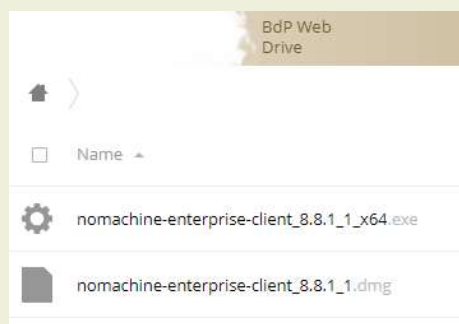 BdP Web
Drive
Name
nomachine-enterprise-client_8.8.1_1_x64.exe
nomachine-enterprise-client_8.8.1_1.dmg